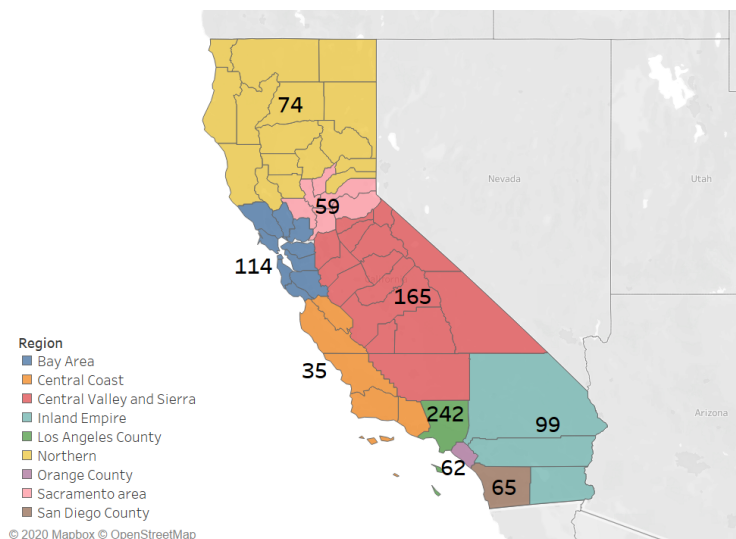 74
Nevada
Utah
59
114
165
Region
Bay Area
Central Coast
Central Valley and Sierra
Inland Empire
Los Angeles County
Northern
Orange County
Sacramento area
San Diego County
35
242
99
Arizona
62
65
© 2020 Mapbox © OpenStreetMap